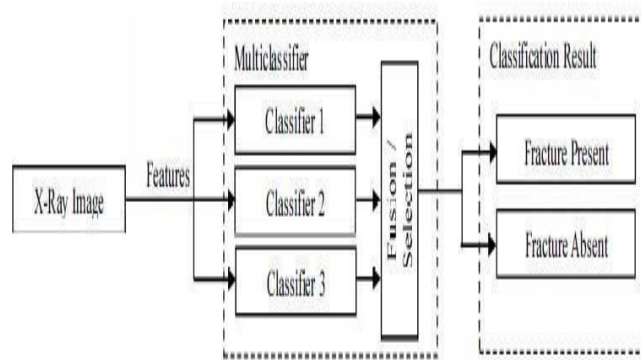 Multiclassifier
Classification Result
Classifier 1
Fracture Present
Features
X-Ray Image
Classifier 2
Fusion /
Selection
Fracture Absent
Classifier 3